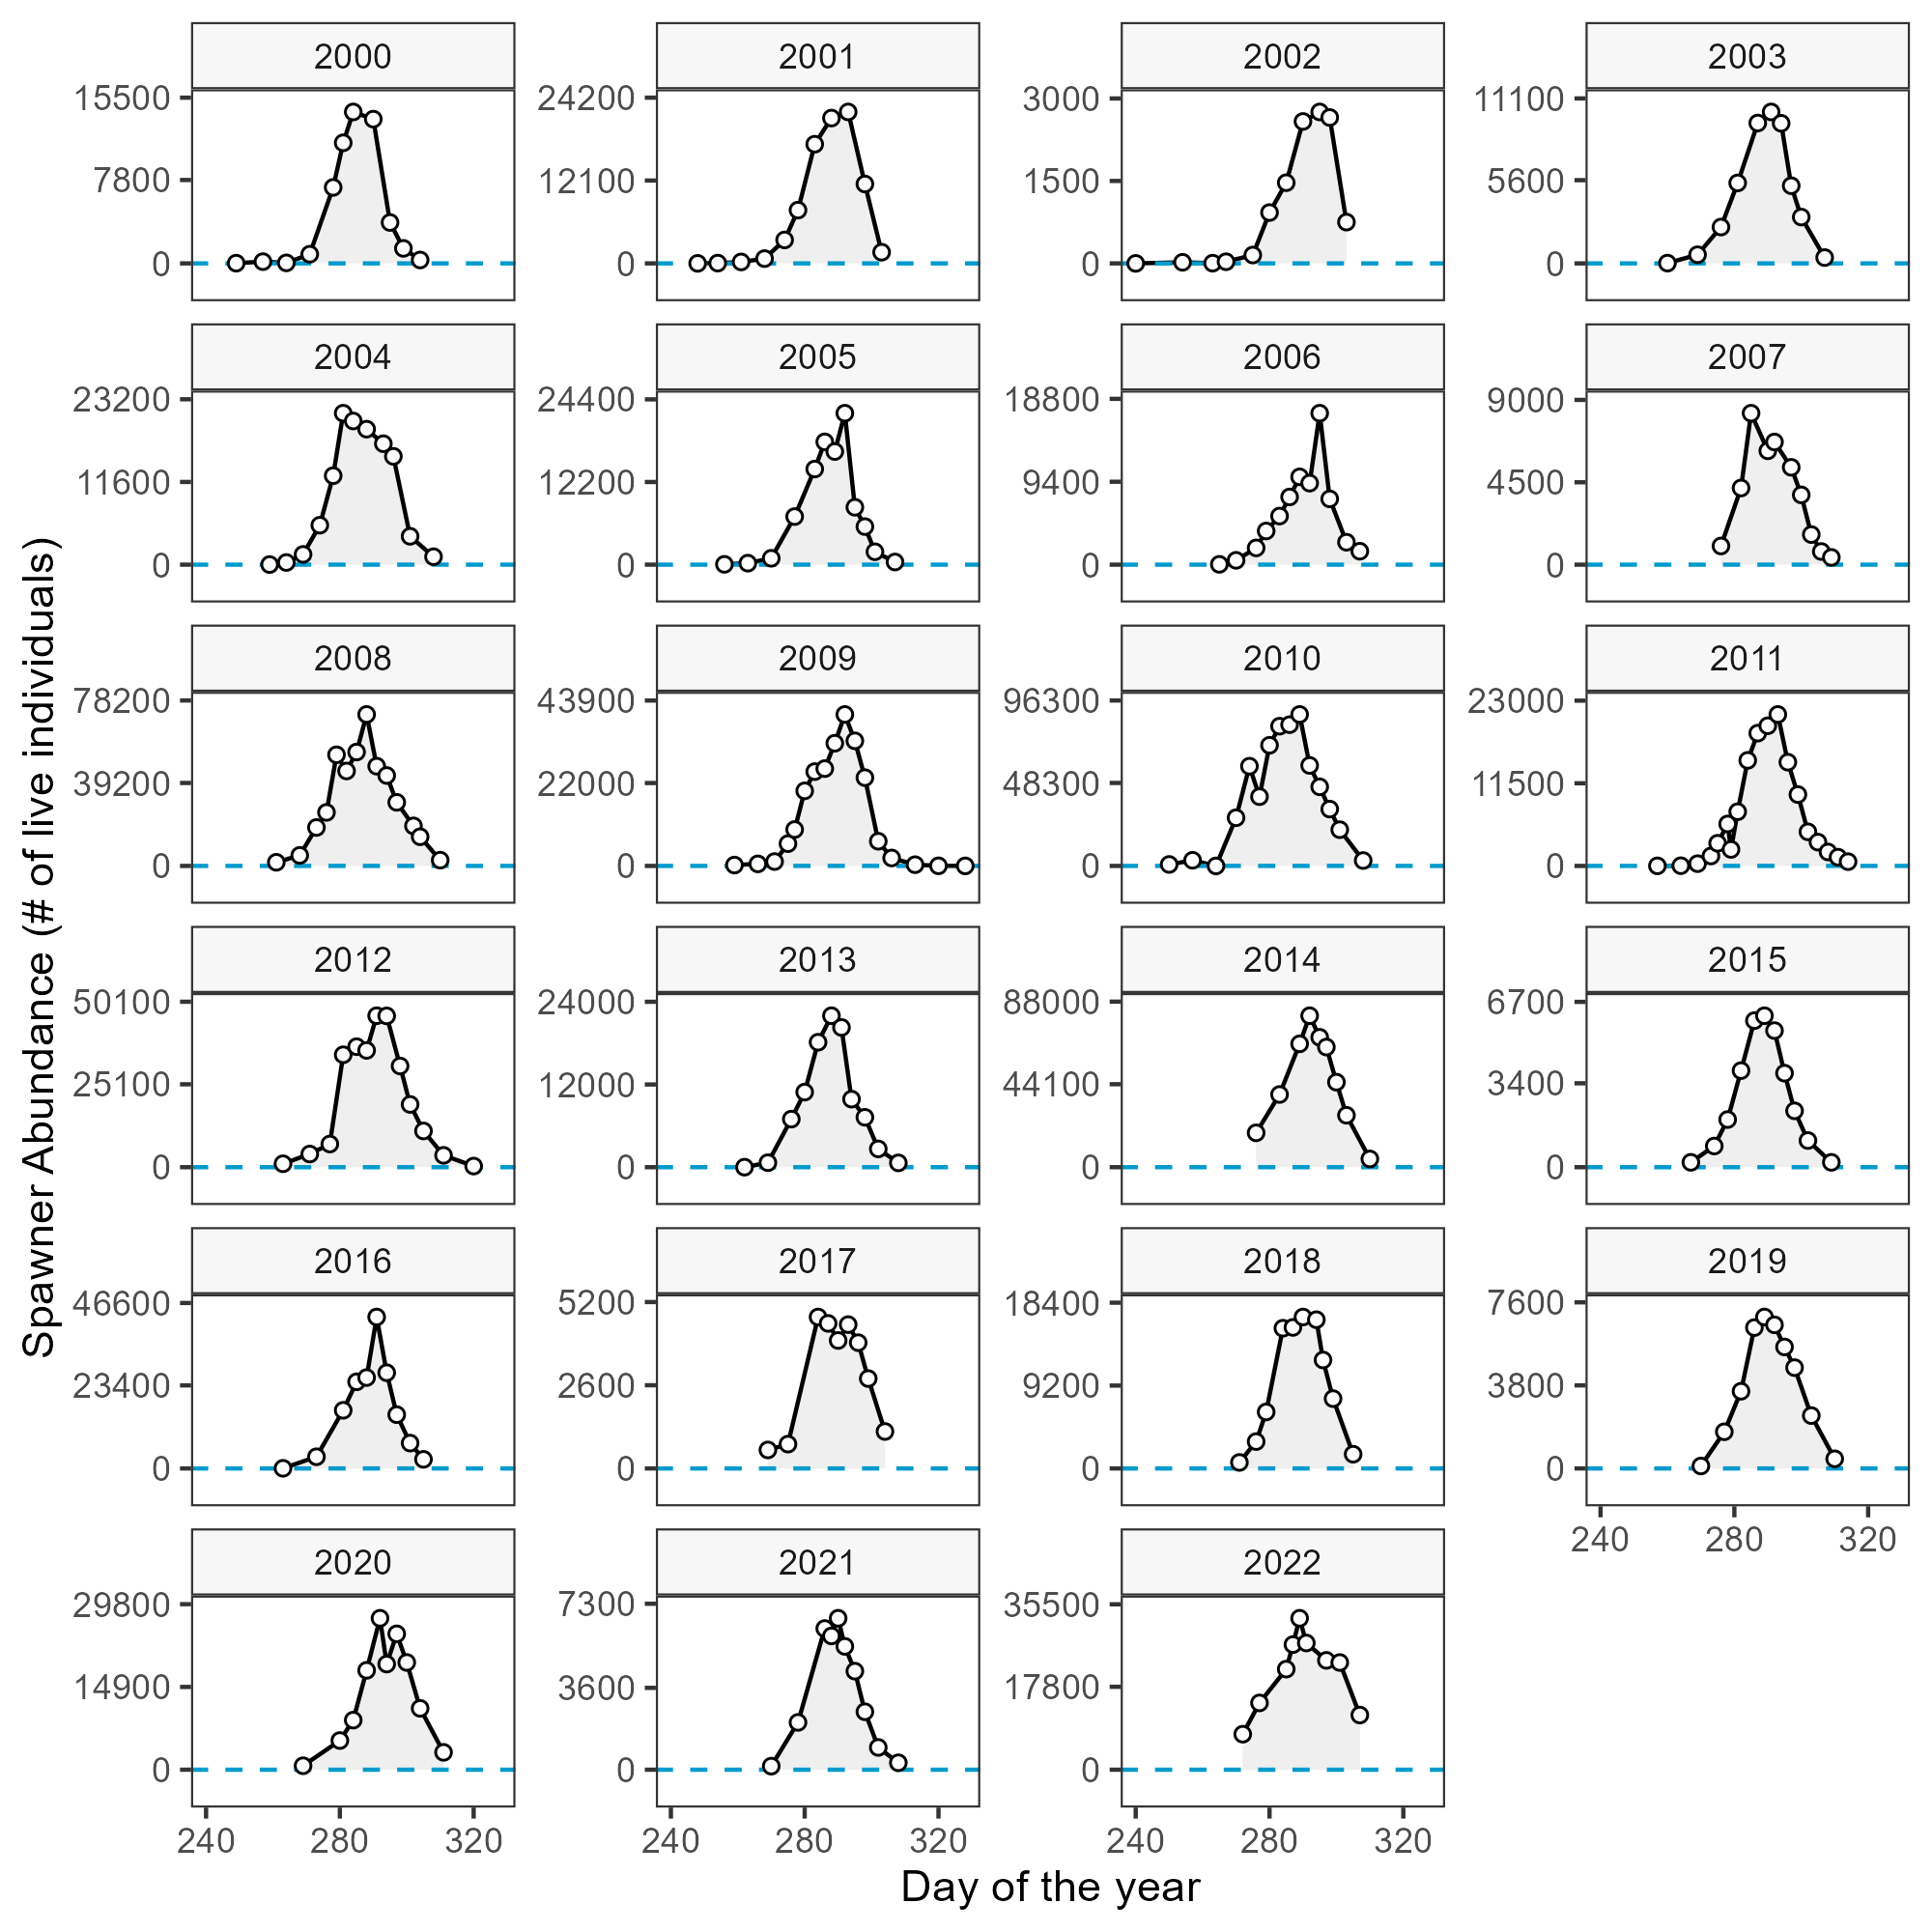 2000 2001 2002 2003
15500 24200 3000 11100
7800 12100 1500 5600
0 0 0 0
2004 2005 2006 2007
23200 24400 18800 9000
11600 12200 9400 4500
0 0 0 0
2008 2009 2010 2011
78200 43900 96300 23000
39200 22000 48300 11500
0 0 0 0
2012 2013 2014 2015
50100 24000 88000 6700
25100 12000 44100 3400
0 0 0 0
2016 2017 2018 2019
46600 5200 18400 7600
23400 2600 9200 3800
0 0 0 0
240 280 320
2020 2021 2022
29800 7300 35500
14900 3600 17800
0 0 0
240 280 320 240 280 320 240 280 320
Day of the year
Spawner Abundance (# of live individuals)